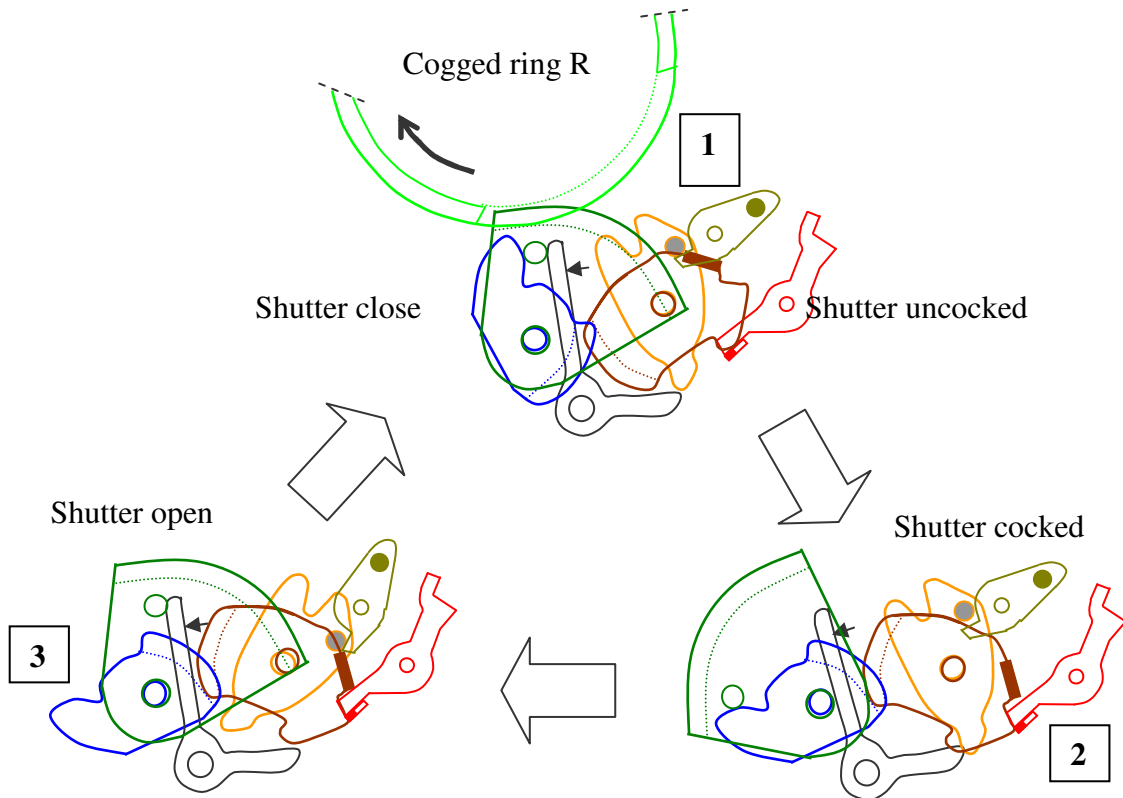 Cogged ring R
1
Shutter close
Shutter uncocked
Shutter open
Shutter cocked
3
2